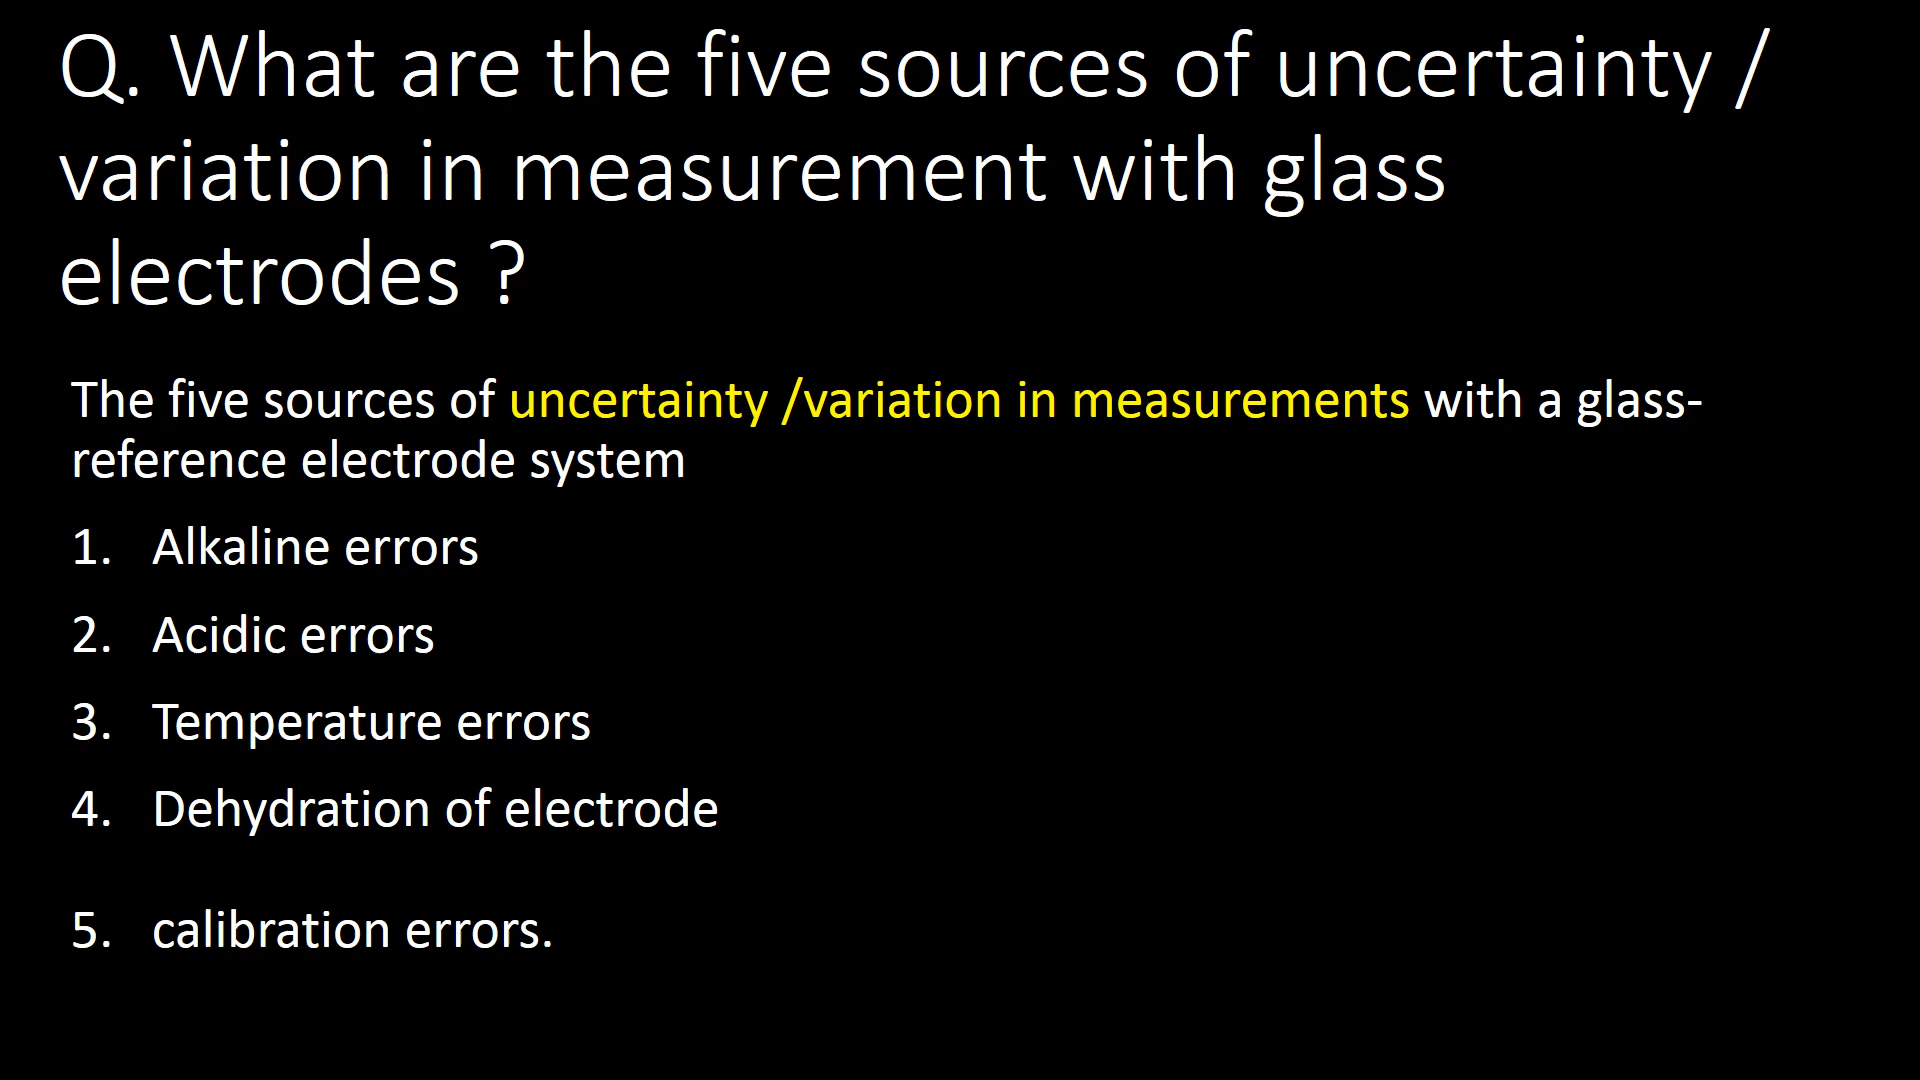 Q. What are the five sources of uncertainty /
variation in measurement with glass
electrodes ?
The five sources of uncertainty /variation in measurements with a glass-
reference electrode system
1. Alkaline errors
2. Acidic errors
3. Temperature errors
4. Dehydration of electrode
5. calibration errors.